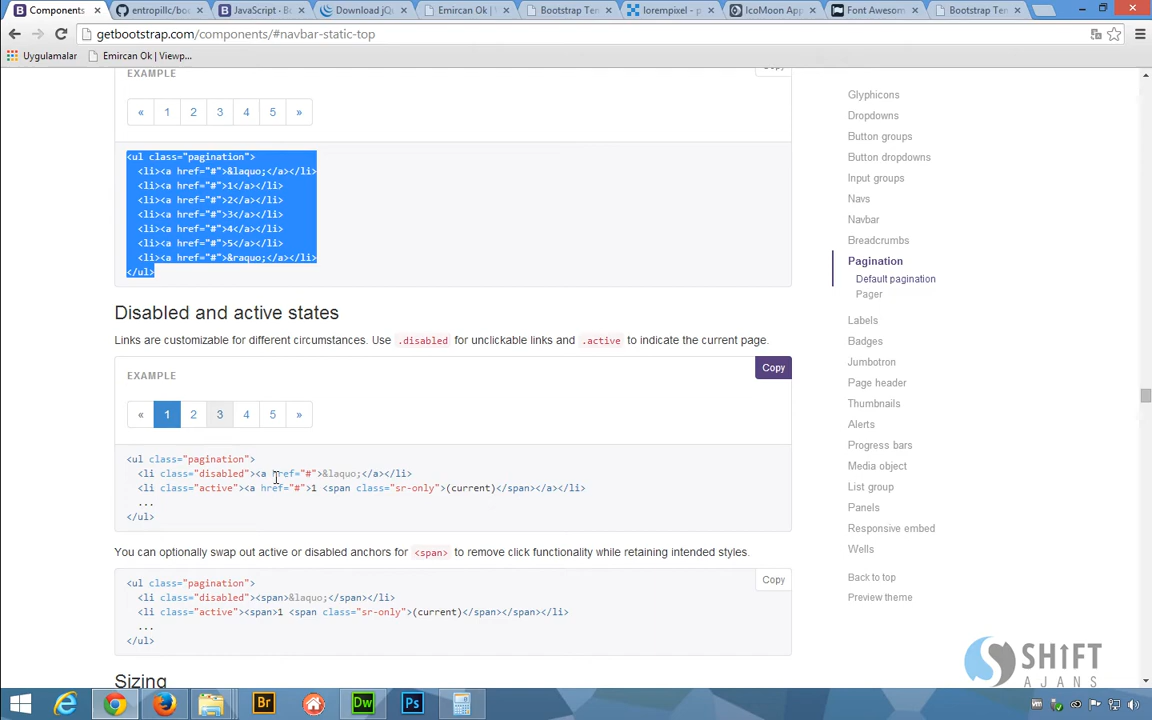 Components
entropillc/boo
JavaScript · Bo
Download jQ
Emircan Ok | V
Bootstrap Ten
lorempixel - p
IcoMoon App
Font Awesom
Bootstrap Ten
getbootstrap.com/components/#navbar-static-top
Uygulamalar
Emircan Ok | Viewp...
EXAMPLE
« 1 2 3 4 5 »
<ul class="pagination">
<li><a href="#">&laquo;</a></li>
<li><a href="#">1</a></li>
<li><a href="#">2</a></li>
<li><a href="#">3</a></li>
<li><a href="#">4</a></li>
<li><a href="#">5</a></li>
<li><a href="#">&raquo;</a></li>
</ul>
Disabled and active states
Links are customizable for different circumstances. Use .disabled for unclickable links and .active to indicate the current page.
EXAMPLE
Copy
« 1 2 3 4 5 »
<ul class="pagination">
<li class="disabled"><a href="#">&laquo;</a></li>
<li class="active"><a href="#">1 <span class="sr-only">(current)</span></a></li>
...
</ul>
You can optionally swap out active or disabled anchors for <span> to remove click functionality while retaining intended styles.
Copy
<ul class="pagination">
<li class="disabled"><span>&laquo;</span></li>
<li class="active"><span>1 <span class="sr-only">(current)</span></span></li>
...
</ul>
Sizing
Glyphicons
Dropdowns
Button groups
Button dropdowns
Input groups
Navs
Navbar
Breadcrumbs
Pagination
Default pagination
Pager
Labels
Badges
Jumbotron
Page header
Thumbnails
Alerts
Progress bars
Media object
List group
Panels
Responsive embed
Wells
Back to top
Preview theme
SHIFT
AJANS
Br
Dw
Ps